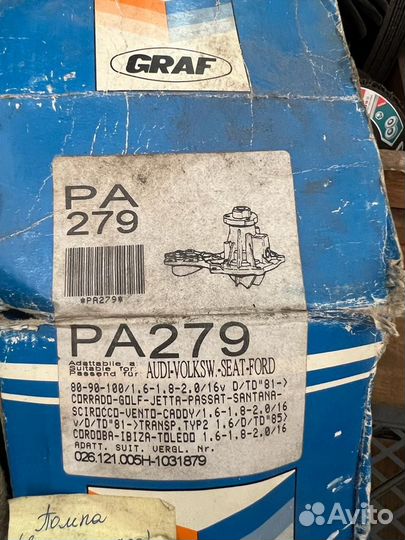 GRAF
PA
279
*PA279*
PA279
Adattabile a
Suitable for:
Passend für
AUDI-VOLKSW.-SEAT-FORD
80-90-100/1.6-1.8-2.0/16v D/TD"81->
CORRADO-GOLF-JETTA-PASSAT-SANTANA-
SCIROCCO-VENTO-CADDY/1.6-1.8-2.0/16
v/D/TD"81->TRANSP.TYP2 1.6/D/TD"85>
CORDOBA-IBIZA-TOLEDO 1.6-1.8-2.0/16
ADATT. SUIT. VERGL. Nr.
026.121.005H-1031879
Помпа
Avito